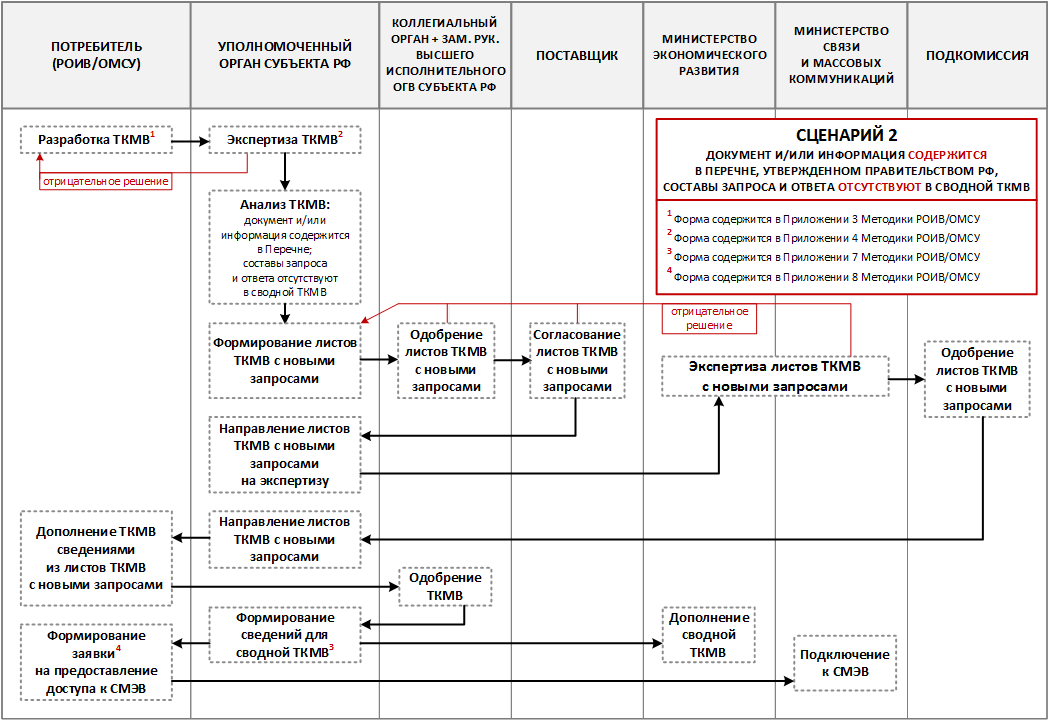 ПОТРЕБИТЕЛЬ
(РОИВ/ОМСУ)
УПОЛНОМОЧЕННЫЙ
ОРГАН СУБЪЕКТА РФ
КОЛЛЕГИАЛЬНЫЙ
ОРГАН + ЗАМ. РУК.
ВЫСШЕГО
ИСПОЛНИТЕЛЬНОГО
ОГВ СУБЪЕКТА РФ
ПОСТАВЩИК
МИНИСТЕРСТВО
ЭКОНОМИЧЕСКОГО
РАЗВИТИЯ
МИНИСТЕРСТВО
СВЯЗИ
И МАССОВЫХ
КОММУНИКАЦИЙ
ПОДКОМИССИЯ
Разработка ТКМВ1
Экспертиза ТКМВ2
отрицательное решение
СЦЕНАРИЙ 2
ДОКУМЕНТ И/ИЛИ ИНФОРМАЦИЯ СОДЕРЖИТСЯ
В ПЕРЕЧНЕ, УТВЕРЖДЕННОМ ПРАВИТЕЛЬСТВОМ РФ,
СОСТАВЫ ЗАПРОСА И ОТВЕТА ОТСУТСТВУЮТ В СВОДНОЙ ТКМВ
1 Форма содержится в Приложении 3 Методики РОИВ/ОМСУ
2 Форма содержится в Приложении 4 Методики РОИВ/ОМСУ
3 Форма содержится в Приложении 7 Методики РОИВ/ОМСУ
4 Форма содержится в Приложении 8 Методики РОИВ/ОМСУ
Анализ ТКМВ:
документ и/или
информация содержится
в Перечне;
составы запроса
и ответа отсутствуют
в сводной ТКМВ
отрицательное
решение
Формирование листов
ТКМВ с новыми
запросами
Одобрение
листов ТКМВ
с новыми
запросами
Согласование
листов ТКМВ
с новыми
запросами
Экспертиза листов ТКМВ
с новыми запросами
Одобрение
листов ТКМВ
с новыми
запросами
Направление листов
ТКМВ с новыми
запросами
на экспертизу
Дополнение ТКМВ
сведениями
из листов ТКМВ
с новыми запросами
Направление листов
ТКМВ с новыми
запросами
Одобрение
ТКМВ
Формирование
сведений для
сводной ТКМВ3
Дополнение
сводной
ТКМВ
Формирование
заявки4
на предоставление
доступа к СМЭВ
Подключение
к СМЭВ